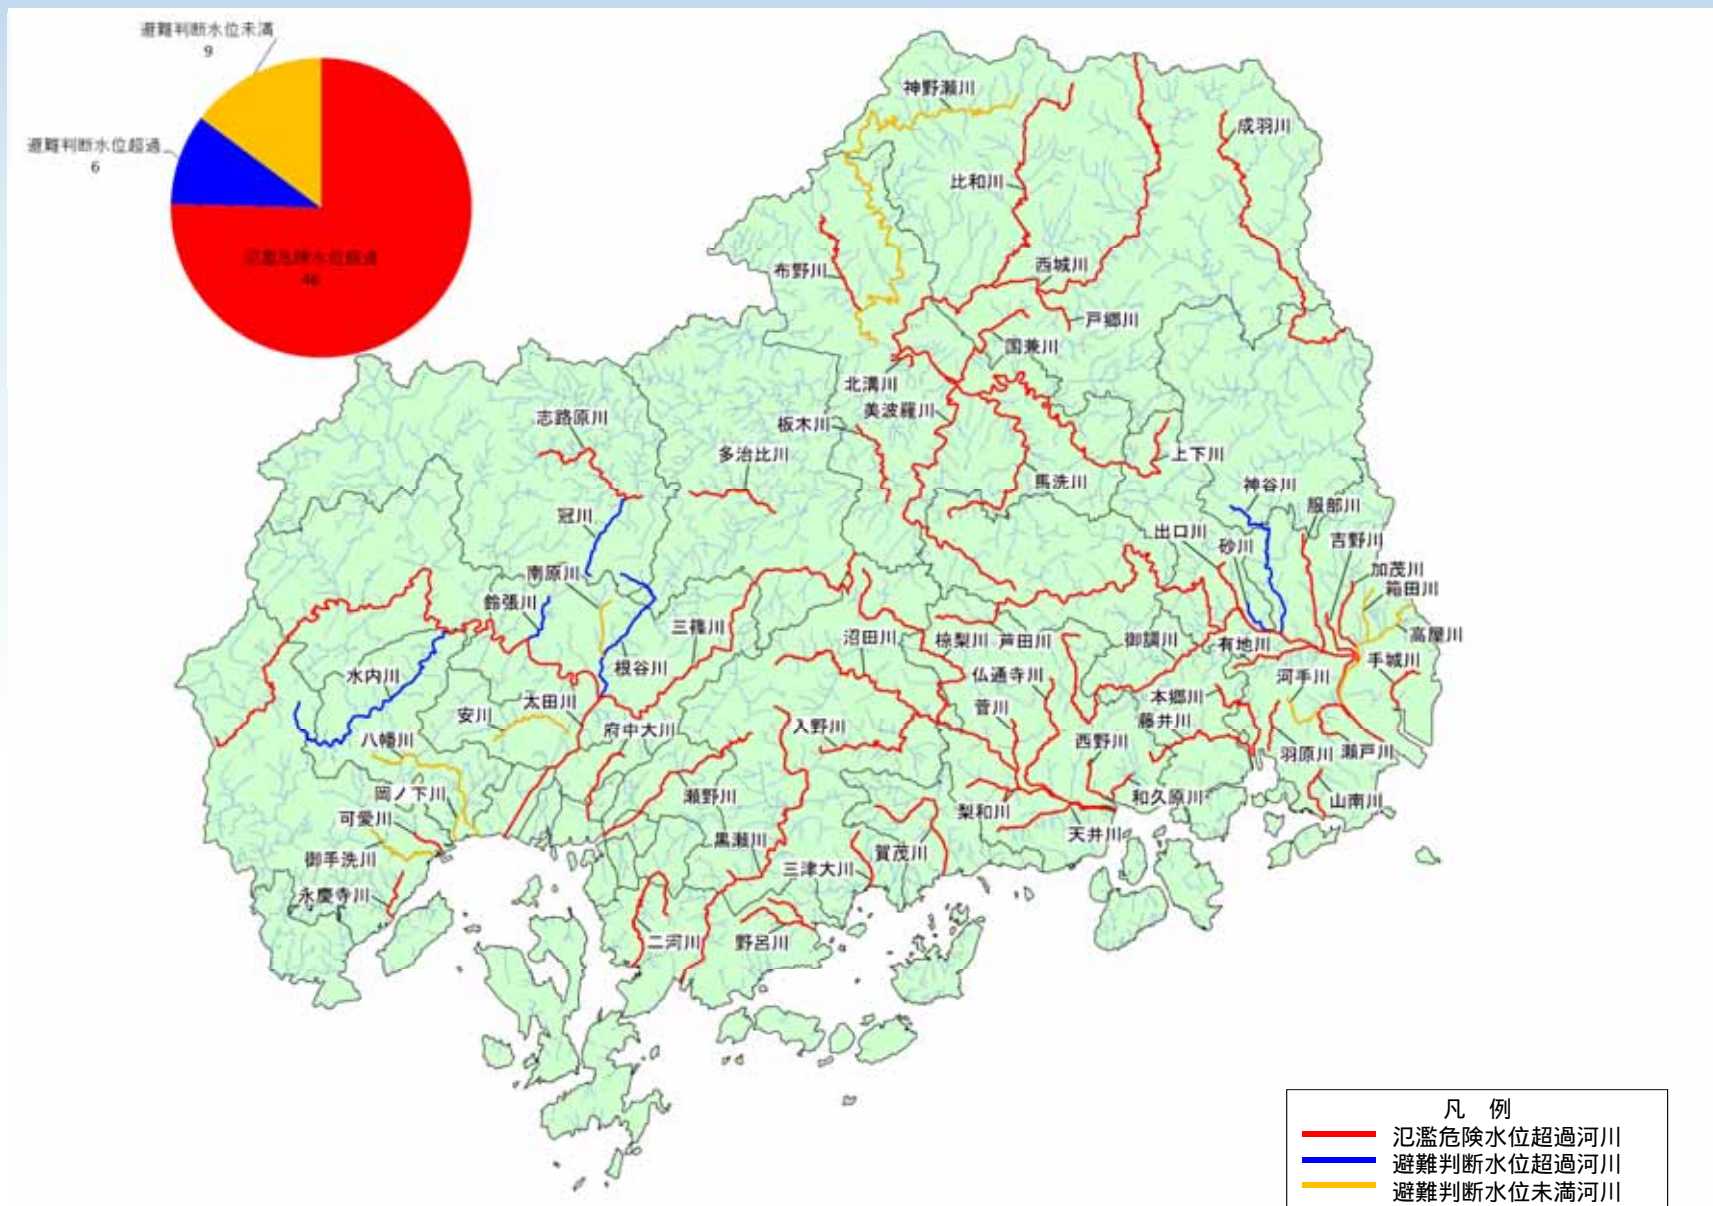 避難判断水位未満
9
避難判断水位超過
6
氾濫危険水位超過
46
神野瀬川
成羽川
比和川
布野川
西城川
戸郷川
国兼川
北溝川
美波羅川
板木川
志路原川
多治比川
上下川
馬洗川
神谷川
服部川
冠川
出口川
砂川
吉野川
加茂川
箱田川
南原川
鈴張川
三篠川
沼田川
椋梨川
芦田川
御調川
有地川
高屋川
手城川
水内川
根谷川
仏通寺川
河手川
太田川
菅川
本郷川
藤井川
安川
府中大川
入野川
西野川
羽原川
瀬戸川
八幡川
岡ノ下川
瀬野川
梨和川
和久原川
山南川
可愛川
黒瀬川
天井川
御手洗川
三津大川
賀茂川
永慶寺川
二河川
野呂川
凡 例
氾濫危険水位超過河川
避難判断水位超過河川
避難判断水位未満河川